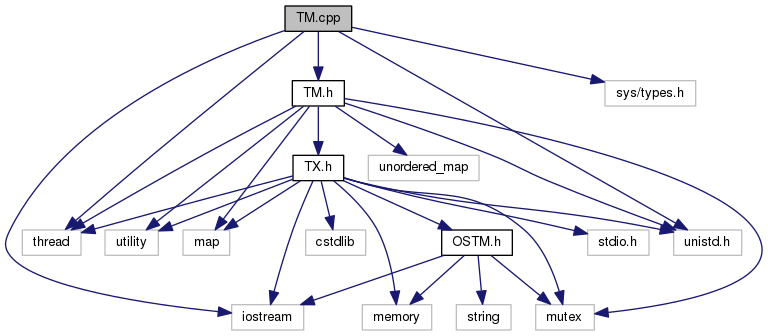 TM.cpp
TM.h
sys/types.h
TX.h
unordered_map
thread
utility
map
cstdlib
OSTM.h
stdio.h
unistd.h
iostream
memory
string
mutex